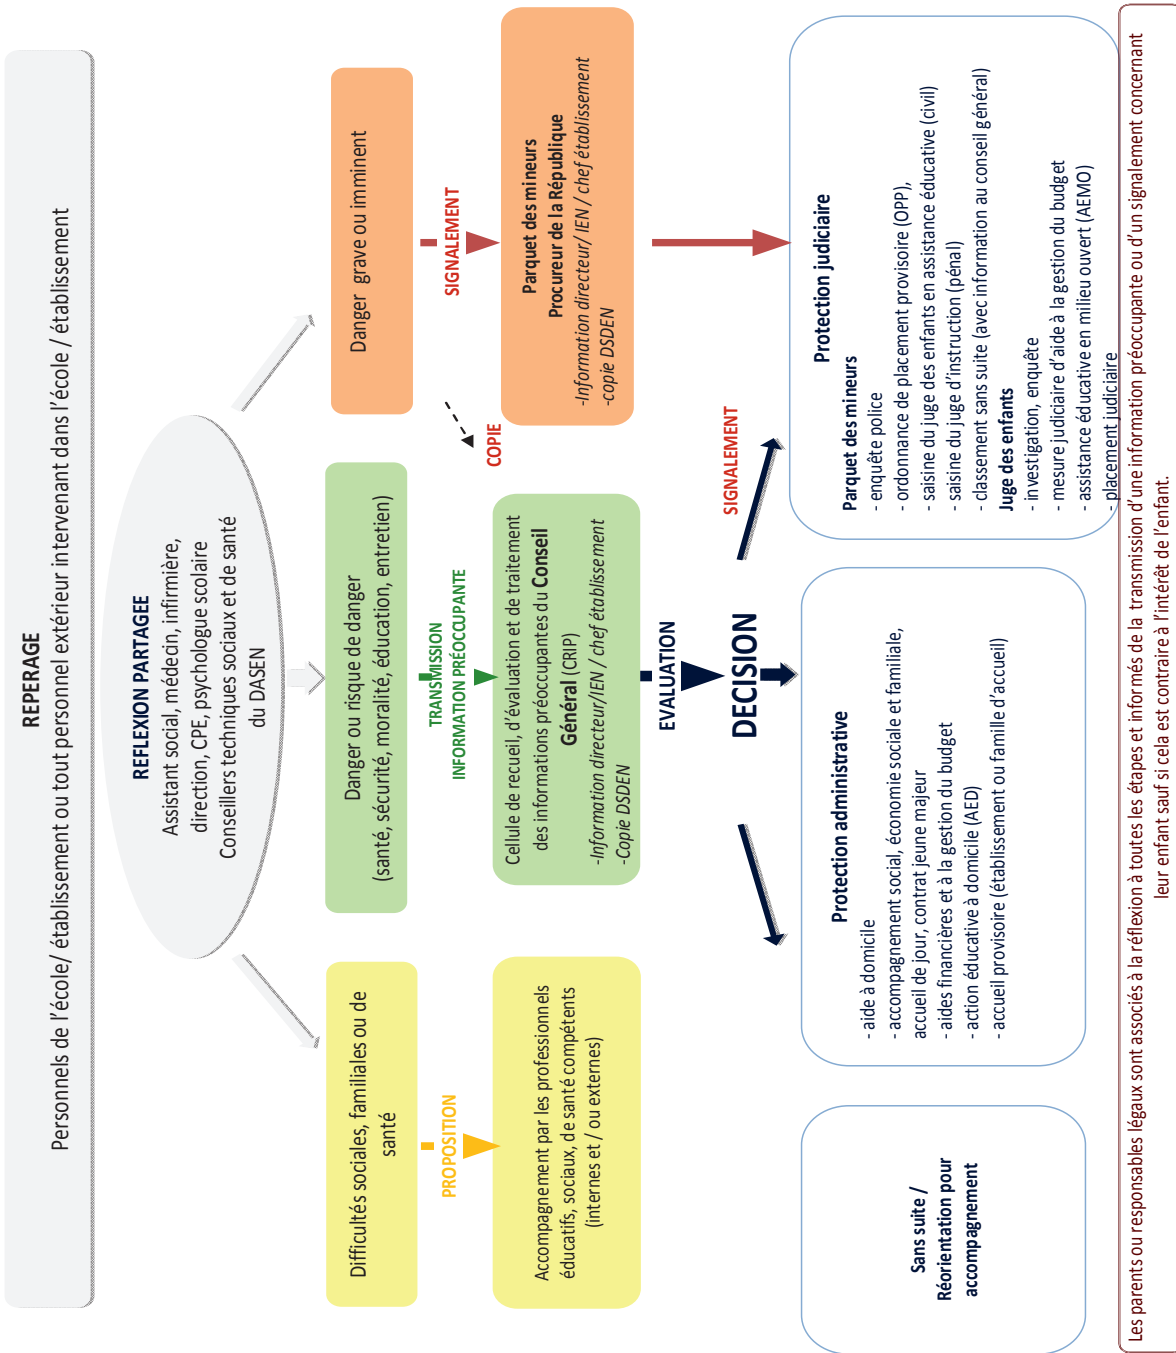 REPERAGE
Personnels de l'école/ établissement ou tout personnel extérieur intervenant dans l'école / établissement
REFLEXION PARTAGEE
Assistant social, médecin, infirmière,
direction, CPE, psychologue scolaire
Conseillers techniques sociaux et de santé
du DASEN
Difficultés sociales, familiales ou de
santé
PROPOSITION
Accompagnement par les professionnels
éducatifs, sociaux, de santé compétents
(internes et / ou externes)
Danger ou risque de danger
(santé, sécurité, moralité, éducation, entretien)
TRANSMISSION
INFORMATION PRÉOCCUPANTE
Cellule de recueil, d'évaluation et de traitement
des informations préoccupantes du Conseil
Général (CRIP)
-Information directeur/IEN / chef établissement
-Copie DSDEN
Danger grave ou imminent
COPIE
SIGNALEMENT
Parquet des mineurs
Procureur de la République
-Information directeur/ IEN / chef établissement
-copie DSDEN
EVALUATION
DECISION
SIGNALEMENT
Sans suite /
Réorientation pour
accompagnement
Protection administrative
- aide à domicile
- accompagnement social, économie sociale et familiale,
accueil de jour, contrat jeune majeur
- aides financières et à la gestion du budget
- action éducative à domicile (AED)
- accueil provisoire (établissement ou famille d'accueil)
Protection judiciaire
Parquet des mineurs
- enquête police
- ordonnance de placement provisoire (OPP),
- saisine du juge des enfants en assistance éducative (civil)
- saisine du juge d'instruction (pénal)
- classement sans suite (avec information au conseil général)
Juge des enfants
- investigation, enquête
- mesure judiciaire d'aide à la gestion du budget
- assistance éducative en milieu ouvert (AEMO)
- placement judiciaire
Les parents ou responsables légaux sont associés à la réflexion à toutes les étapes et informés de la transmission d'une information préoccupante ou d'un signalement concernant
leur enfant sauf si cela est contraire à l'intérêt de l'enfant.